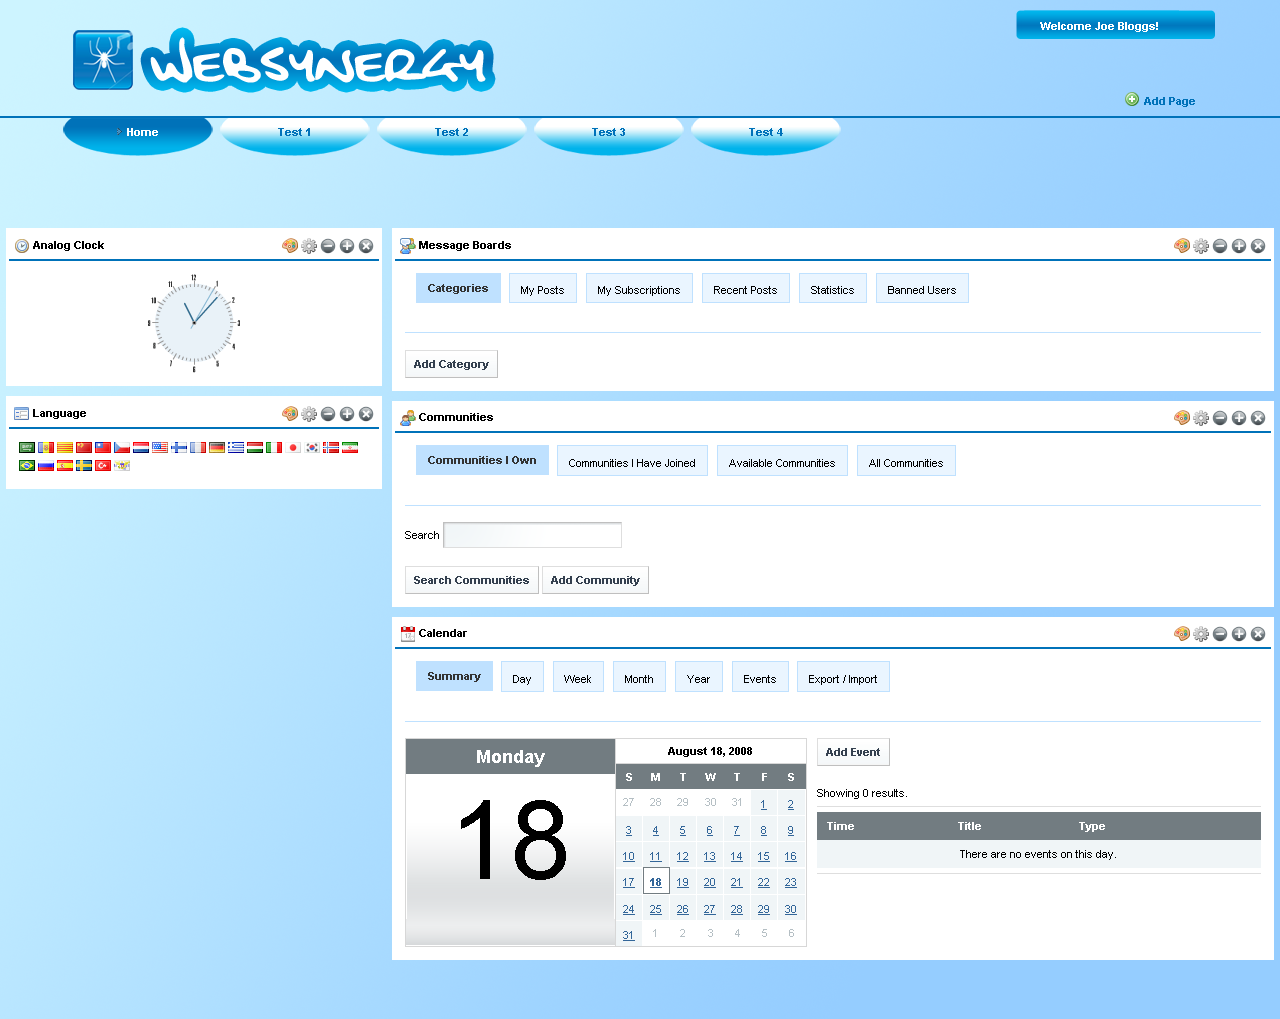 WEBSYNERGY
Welcome Joe Bloggs!
Add Page
Home Test 1 Test 2 Test 3 Test 4
Analog Clock
12
11 1
10 2
9 3
8 4
7 5
6
Language
Message Boards
Categories My Posts My Subscriptions Recent Posts Statistics Banned Users
Add Category
Communities
Communities I Own Communities I Have Joined Available Communities All Communities
Search
Search Communities Add Community
Calendar
Summary Day Week Month Year Events Export / Import
Monday
18
August 18, 2008
S M T W T F S
27 28 29 30 31 1 2
3 4 5 6 7 8 9
10 11 12 13 14 15 16
17 18 19 20 21 22 23
24 25 26 27 28 29 30
31 1 2 3 4 5 6
Add Event
Showing 0 results.
Time Title Type
There are no events on this day.